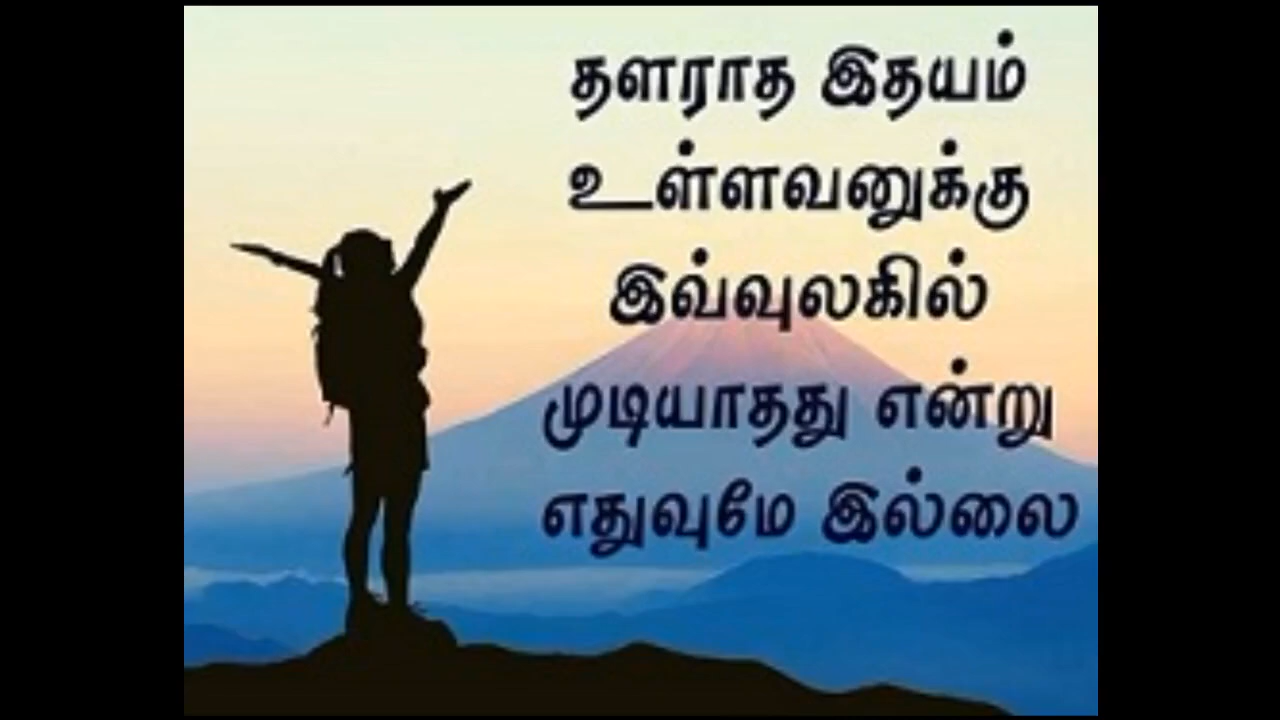 தளராத இதயம்
உள்ளவனுக்கு
இவ்வுலகில்
முடியாதது என்று
எதுவுமே இல்லை